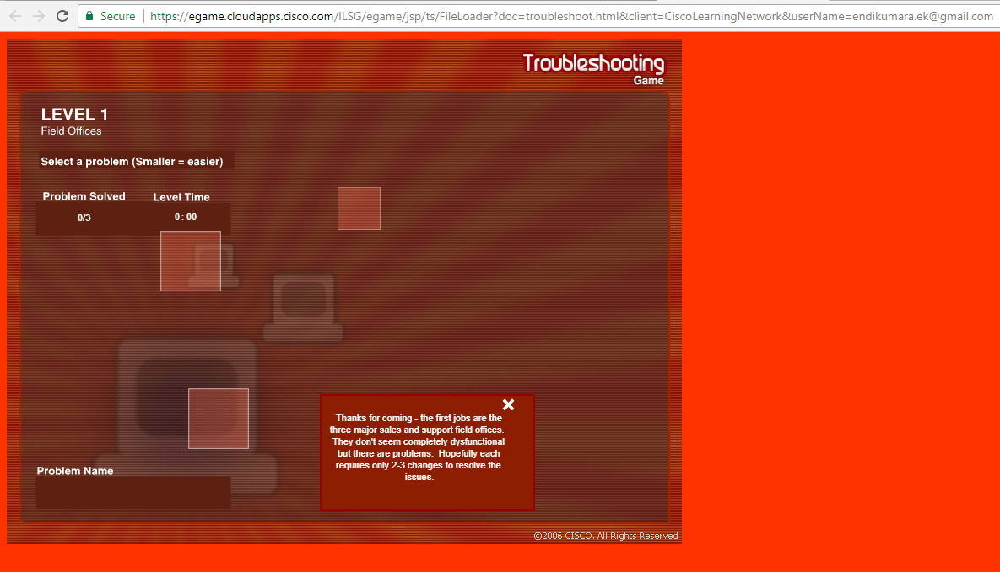 Secure
https://egame.cloudapps.cisco.com/ILSG/egame/jsp/ts/FileLoader?doc=troubleshoot.html&client=CiscoLearningNetwork&userName=endikumara.ek@gmail.com
Troubleshooting
Game
LEVEL 1
Field Offices
Select a problem (Smaller = easier)
Problem Solved
Level Time
0/3
0 : 00
Thanks for coming - the first jobs are the
three major sales and support field offices.
They don't seem completely dysfunctional
but there are problems. Hopefully each
requires only 2-3 changes to resolve the
issues.
Problem Name
©2006 CISCO. All Rights Reserved